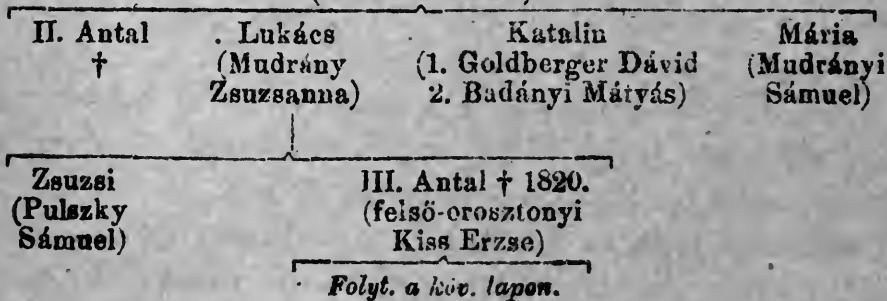 II. Antal . Lukács Katalin Mária
† (Mudrány (1. Goldberger Dávid (Mudrányi
Zsuzsanna) 2. Badányi Mátyás) Sámuel)
Zsuzsi III. Antal † 1820.
(Pulszky (felső-orosztonyi
Sámuel) Kiss Erzse)
Folyt. a köv. lapon.